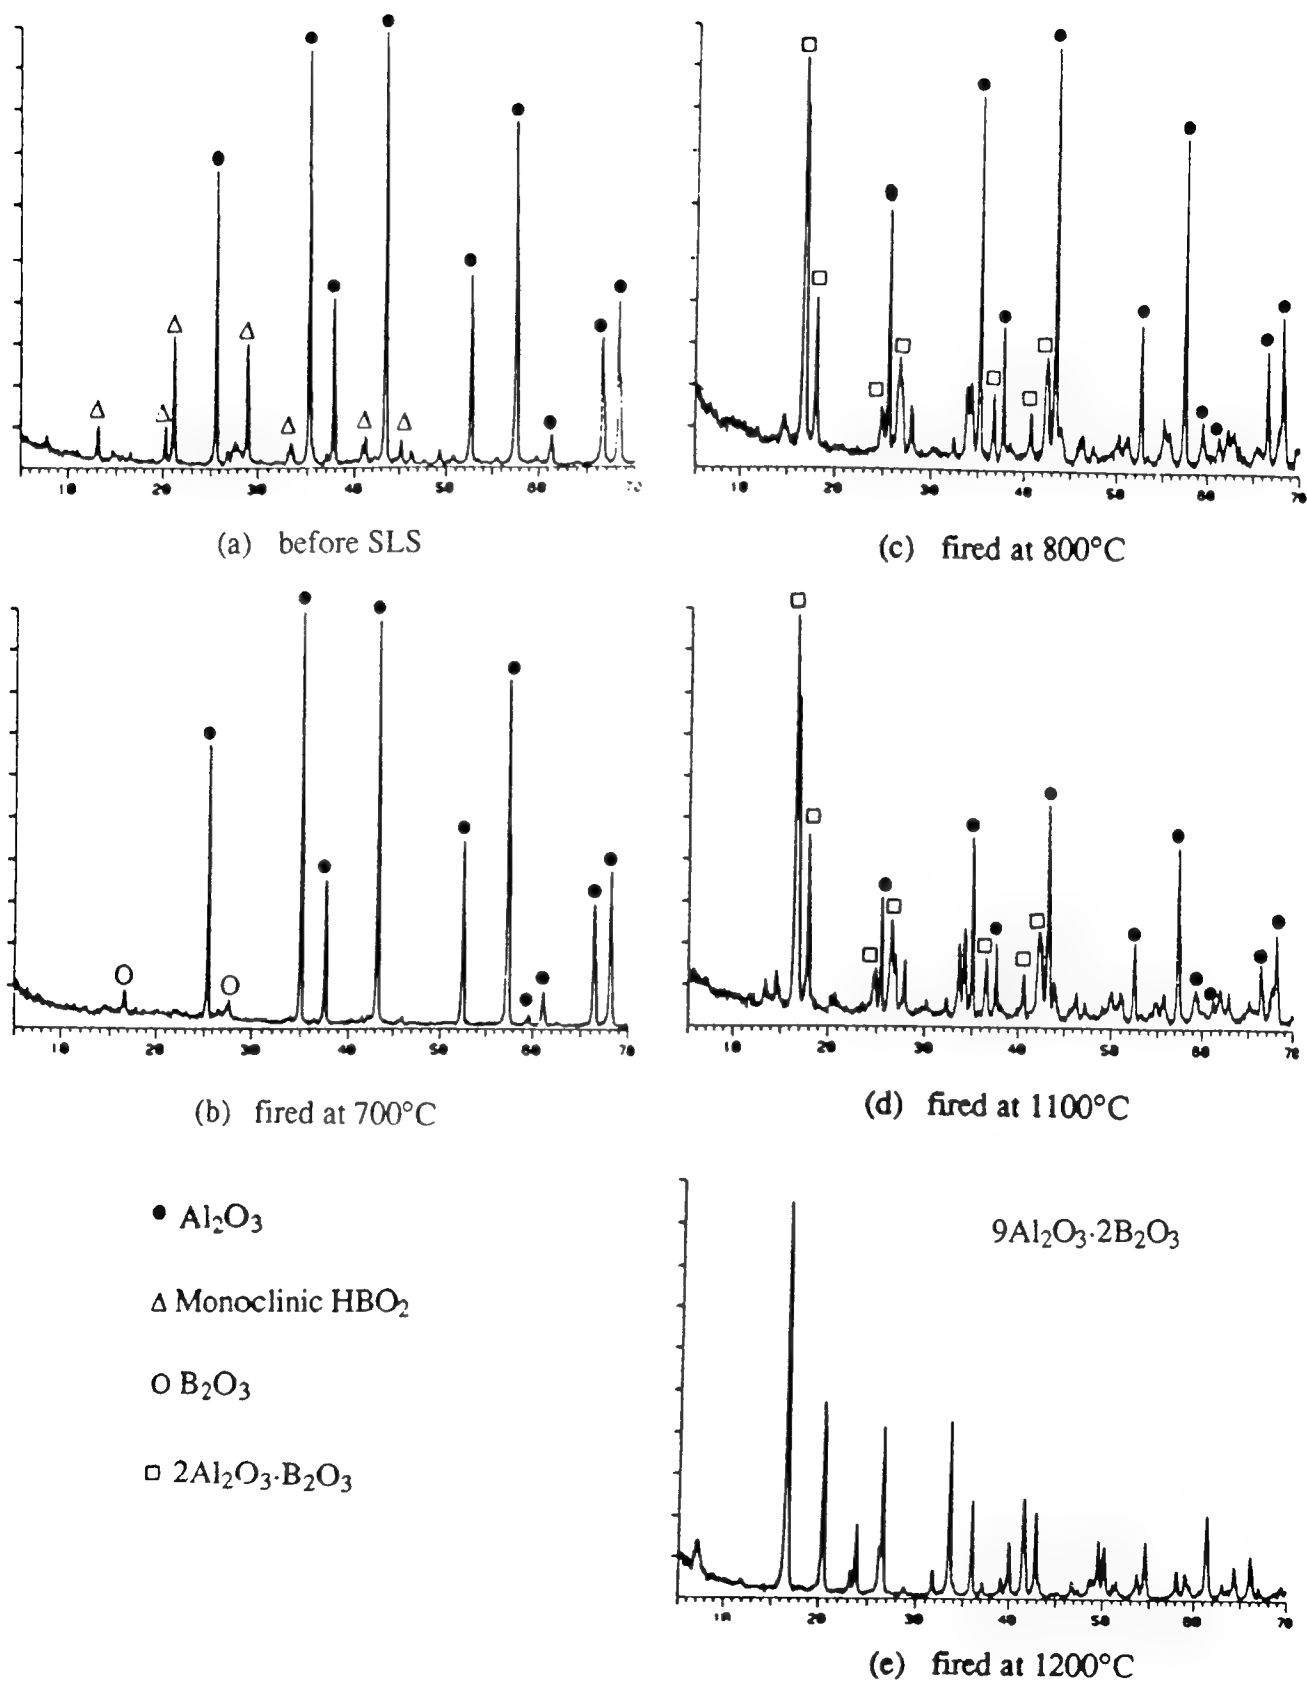 10 20 30 40 50 60 70
(a) before SLS
10 20 30 40 50 60 70
(c) fired at 800°C
10 20 30 40 50 60 70
(b) fired at 700°C
10 20 30 40 50 60 70
(d) fired at 1100°C
Al₂O₃
Monoclinic HBO₂
B₂O₃
2Al₂O₃·B₂O₃
9Al₂O₃·2B₂O₃
10 20 30 40 50 60 70
(e) fired at 1200°C